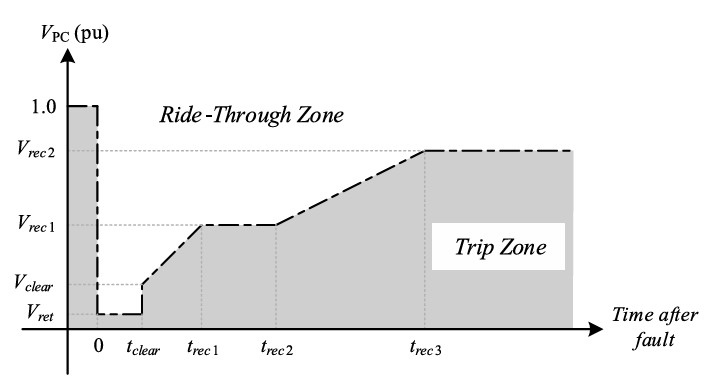 V_PC (pu)
1.0
Ride-Through Zone
V_rec2
V_rec1
Trip Zone
V_clear
V_ret
0 t_clear t_rec1 t_rec2 t_rec3
Time after
fault